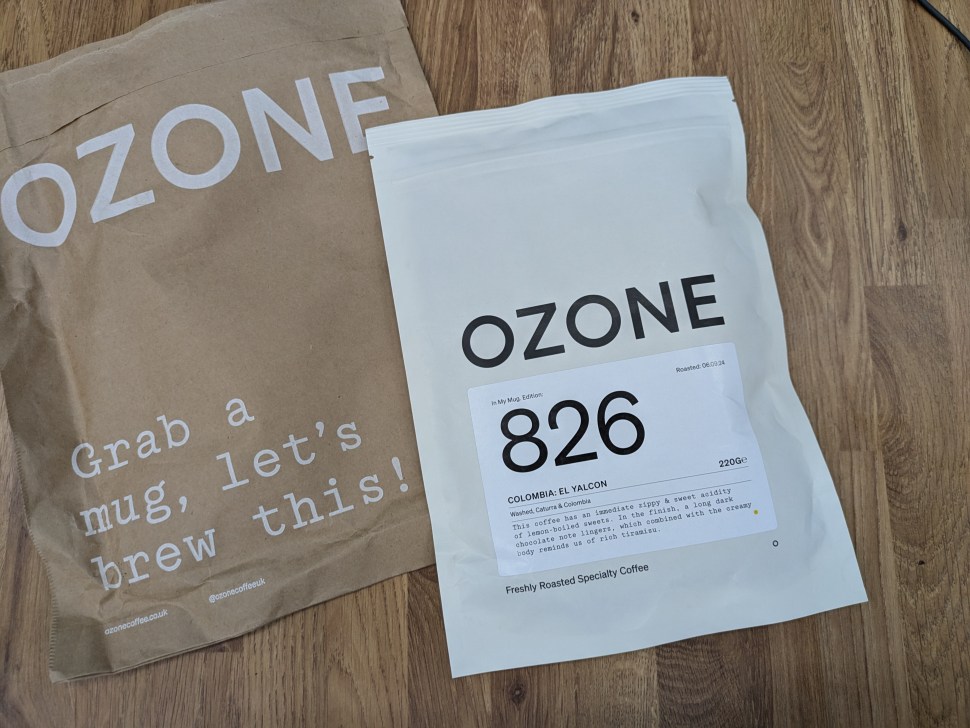 OZONE
Grab a
mug, let's
brew this!
ozonecoffee.co.uk
@ozonecoffeeuk
OZONE
In My Mug. Edition:
Roasted: 06.03.24
826
220G℮
COLOMBIA: EL YALCON
Washed, Caturra & Colombia
This coffee has an immediate zippy & sweet acidity
of lemon-boiled sweets. In the finish, a long dark
chocolate note lingers, which combined with the creamy
body reminds us of rich tiramisu.
Freshly Roasted Specialty Coffee